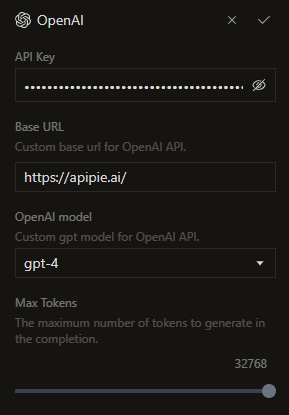 OpenAI
API Key
••••••••••••••••••••••••••••••••••••••••
Base URL
Custom base url for OpenAI API.
https://apipie.ai/
OpenAI model
Custom gpt model for OpenAI API.
gpt-4
Max Tokens
The maximum number of tokens to generate in
the completion.
32768